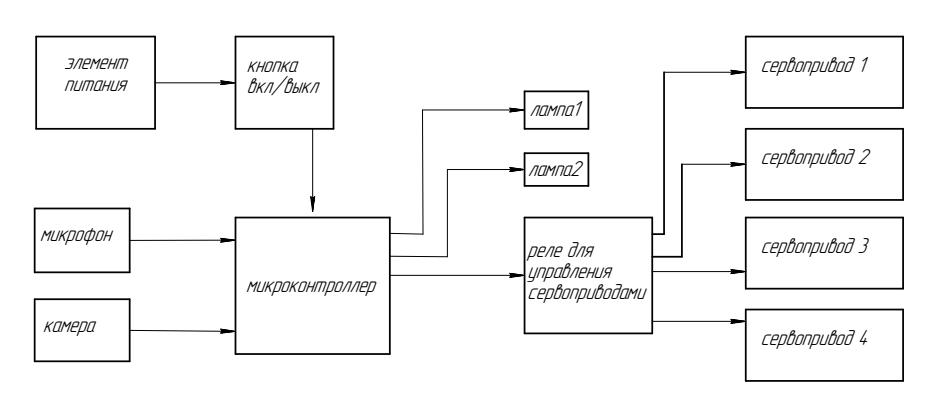 элемент
питания
кнопка
вкл/выкл
сервопривод 1
лампа1
сервопривод 2
лампа2
микрофон
микроконтроллер
реле для
управления
сервоприводами
сервопривод 3
камера
сервопривод 4